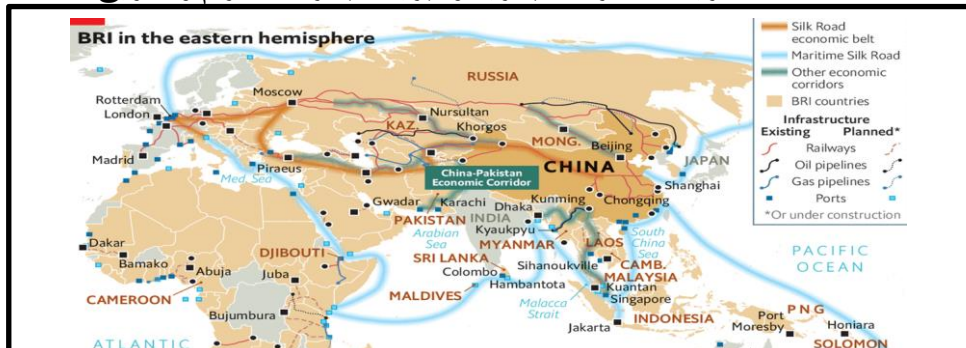 BRI in the eastern hemisphere
Silk Road
economic belt
Maritime Silk Road
Other economic
corridors
BRI countries
Infrastructure
Existing Planned*
Railways
Oil pipelines
Gas pipelines
Ports
*Or under construction
RUSSIA
Rotterdam
London
Moscow
Nursultan
KAZ.
Khorgos
MONG.
Beijing
Madrid
Piraeus
CHINA
JAPAN
Med. Sea
China-Pakistan
Economic Corridor
Shanghai
Gwadar
Karachi
Dhaka
Kunming
Chongqing
PAKISTAN
INDIA
Arabian
Sea
Kyaukpyu
MYANMAR
LAOS
South
China
Sea
Dakar
Bamako
Abuja
DJIBOUTI
Juba
SRI LANKA
Colombo
Sihanoukville
CAMB.
MALAYSIA
PACIFIC
OCEAN
CAMEROON
MALDIVES
Hambantota
Kuantan
Singapore
Malacca
Strait
Bujumbura
INDONESIA
Jakarta
Port
Moresby
PNG
Honiara
SOLOMON
ATLANTIC